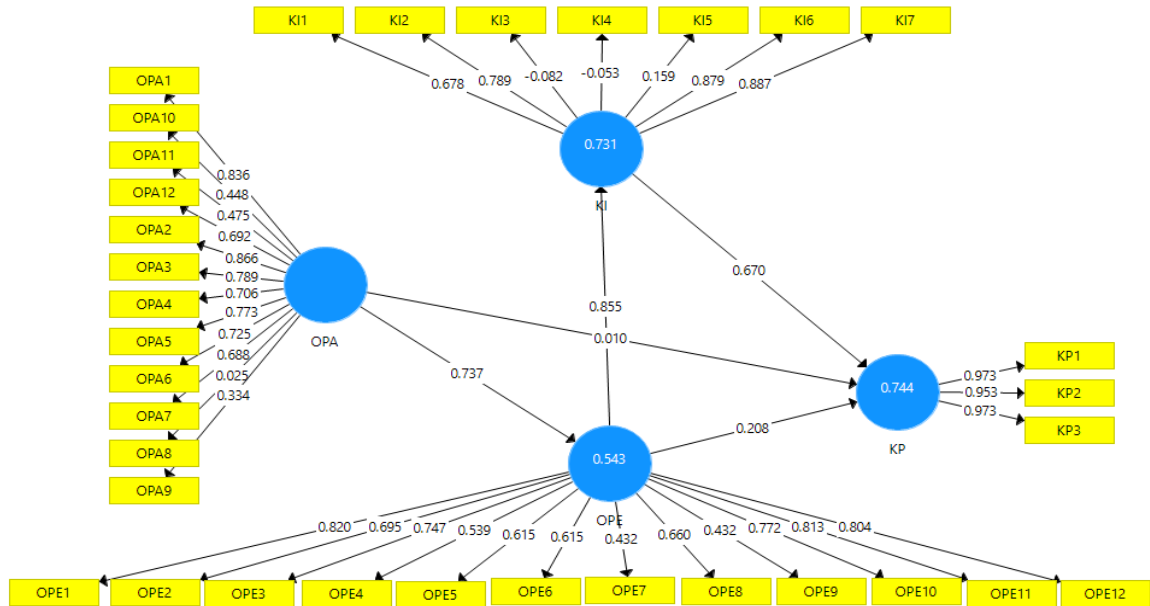 KI1 KI2 KI3 KI4 KI5 KI6 KI7
0.678 0.789 -0.082 -0.053 0.159 0.879 0.887
0.731
KI
OPA1
OPA10
OPA11
OPA12
OPA2
OPA3
OPA4
OPA5
OPA6
OPA7
OPA8
OPA9
0.836
0.448
0.475
0.692
0.866
0.789
0.706
0.773
0.725
0.688
0.025
0.334
OPA
0.855
0.670
0.010
0.737
0.208
0.744
KP
0.973
0.953
0.973
KP1
KP2
KP3
0.543
OPE
0.820 0.695 0.747 0.539 0.615 0.615 0.432 0.660 0.432 0.772 0.813 0.804
OPE1 OPE2 OPE3 OPE4 OPE5 OPE6 OPE7 OPE8 OPE9 OPE10 OPE11 OPE12